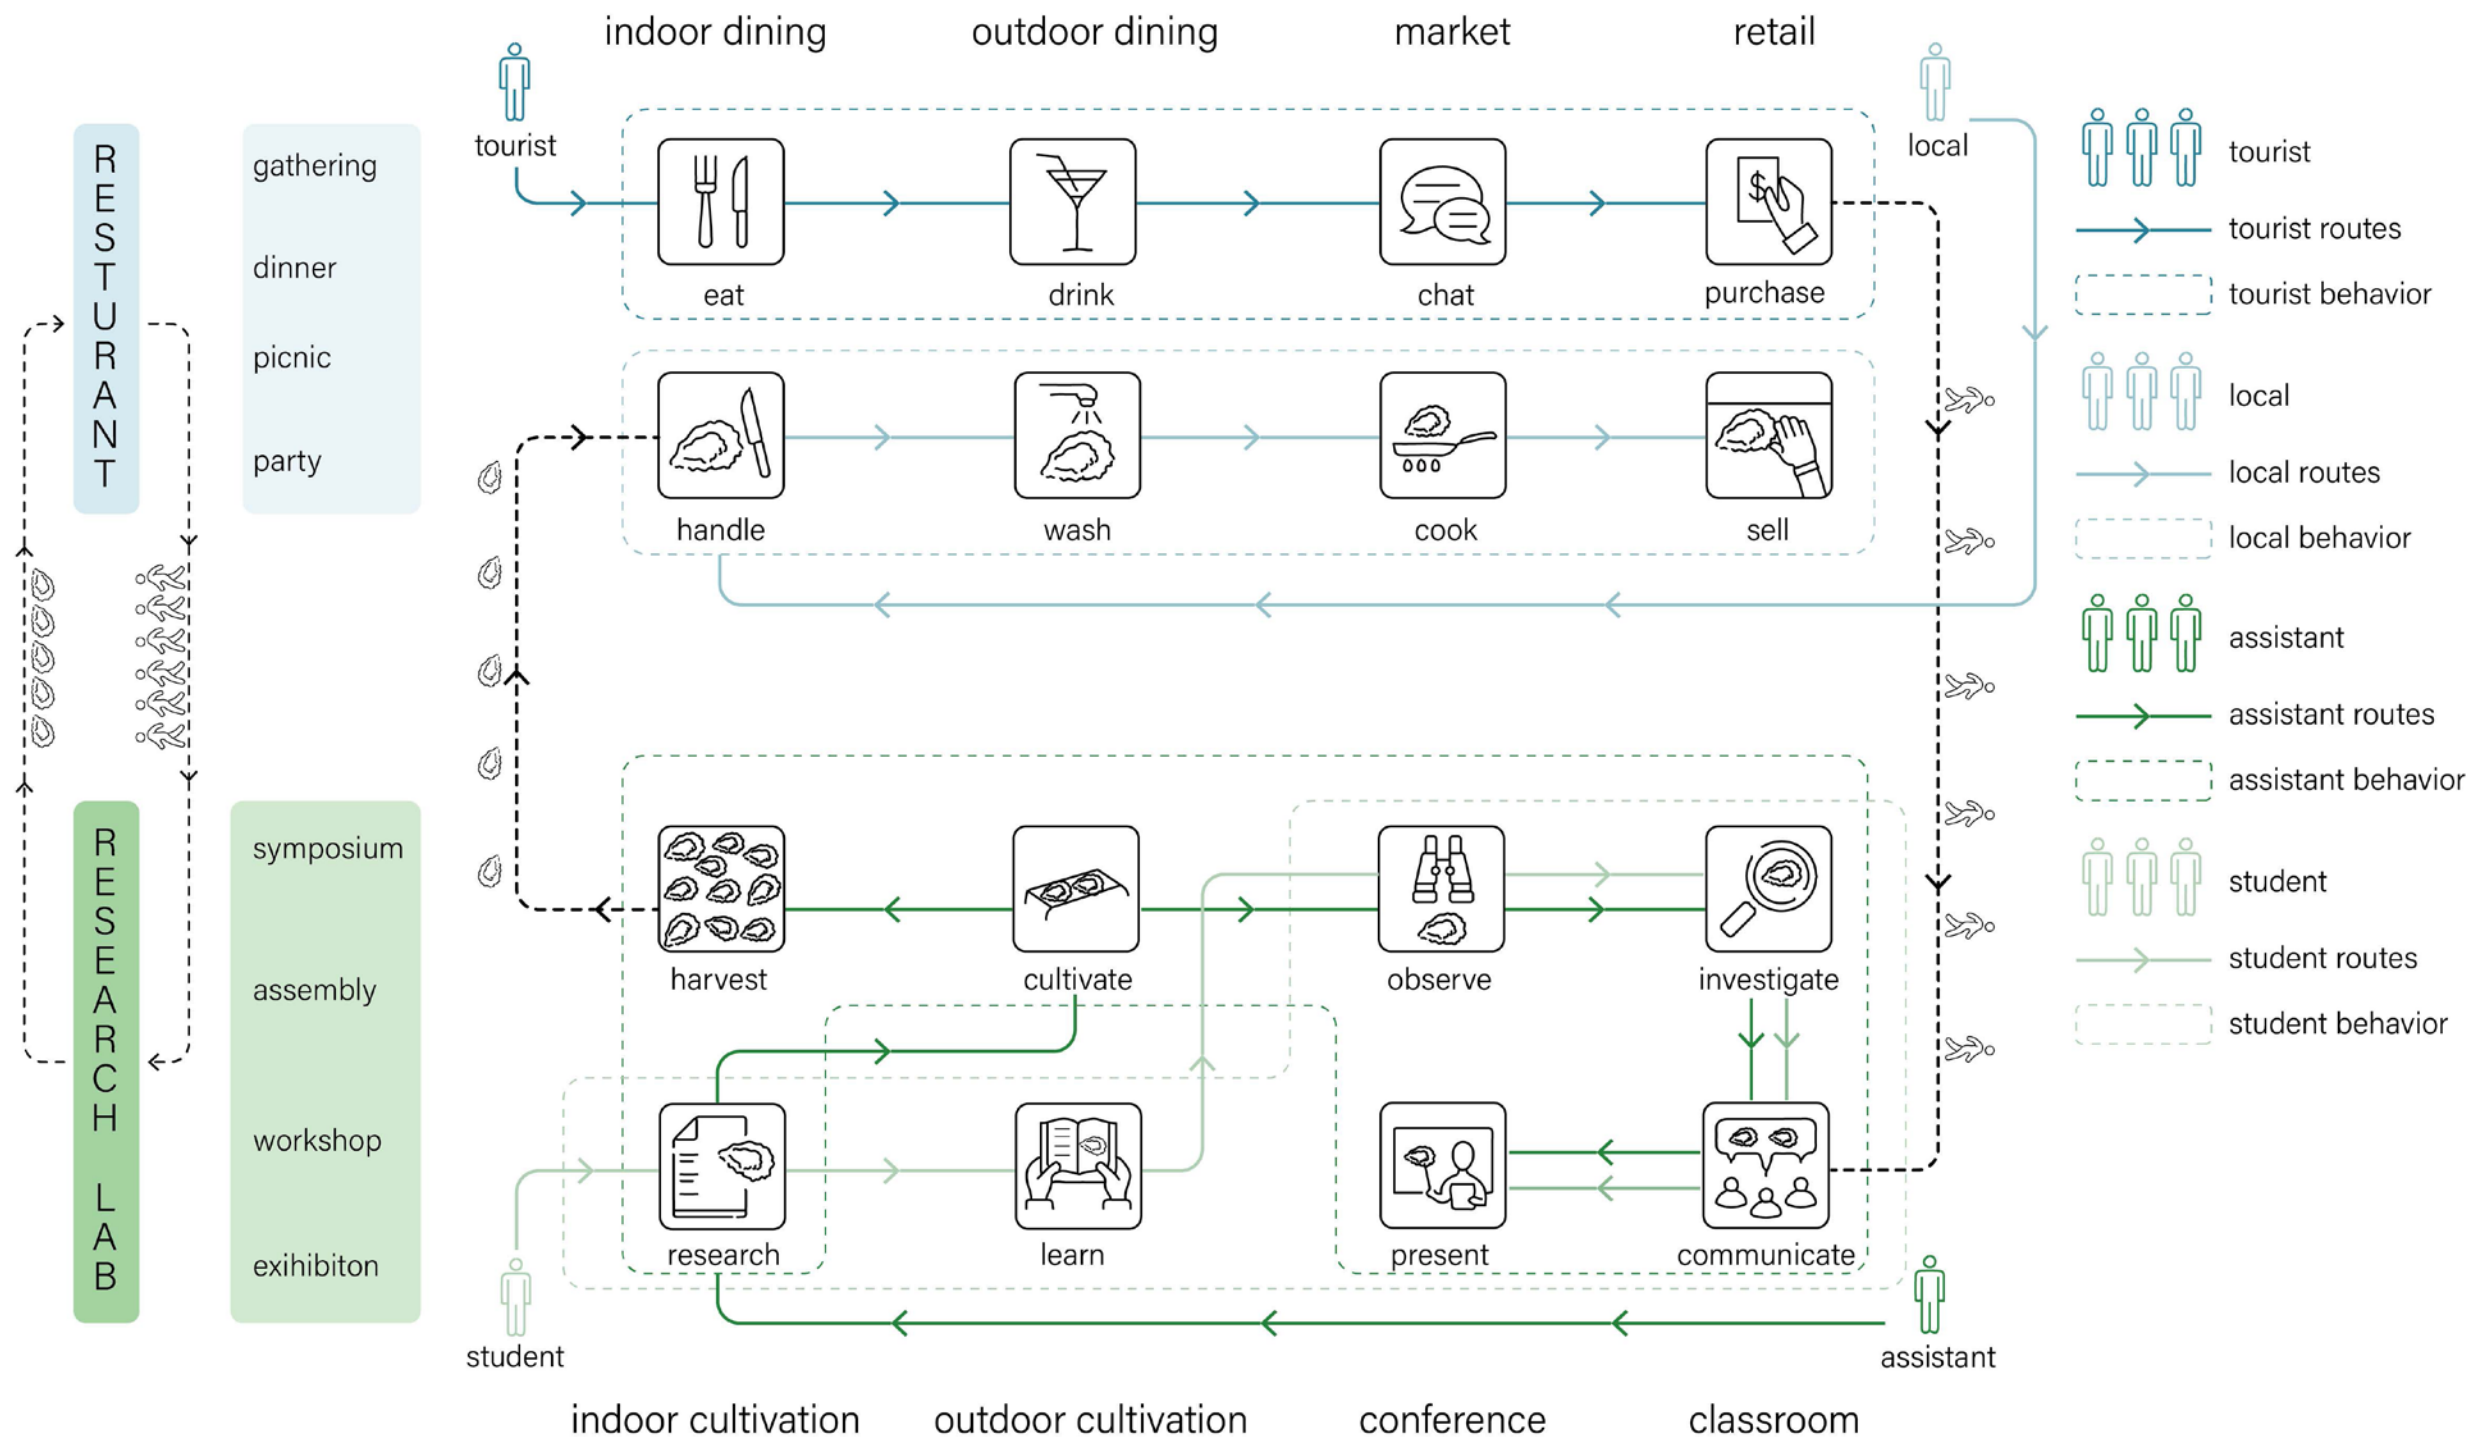 indoor dining
outdoor dining
market
retail
tourist
local
RESTURANT
gathering
dinner
picnic
party
eat
drink
chat
purchase
handle
wash
cook
sell
RESEARCH LAB
symposium
assembly
workshop
exihibiton
harvest
cultivate
observe
investigate
research
learn
present
communicate
$
student
assistant
indoor cultivation
outdoor cultivation
conference
classroom
tourist
tourist routes
tourist behavior
local
local routes
local behavior
assistant
assistant routes
assistant behavior
student
student routes
student behavior